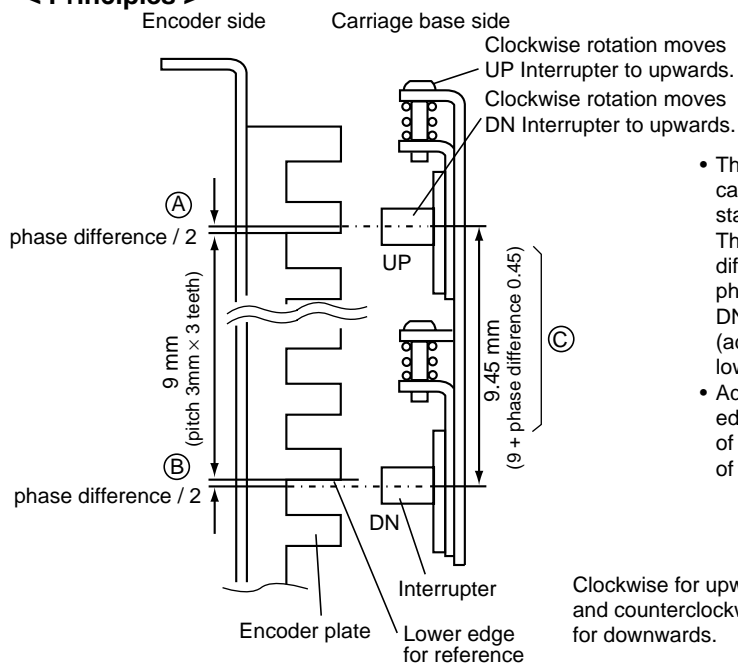 < Principles >
Encoder side
Carriage base side
Clockwise rotation moves
UP Interrupter to upwards.
Clockwise rotation moves
DN Interrupter to upwards.
A
phase difference / 2
UP
9 mm
(pitch 3mm × 3 teeth)
9.45 mm
(9 + phase difference 0.45)
C
B
phase difference / 2
DN
Interrupter
Encoder plate
Lower edge
for reference
• Th
ca
sta
Th
diff
ph
DN
(ac
low
• Ac
ed
of
of
Clockwise for upw
and counterclockw
for downwards.